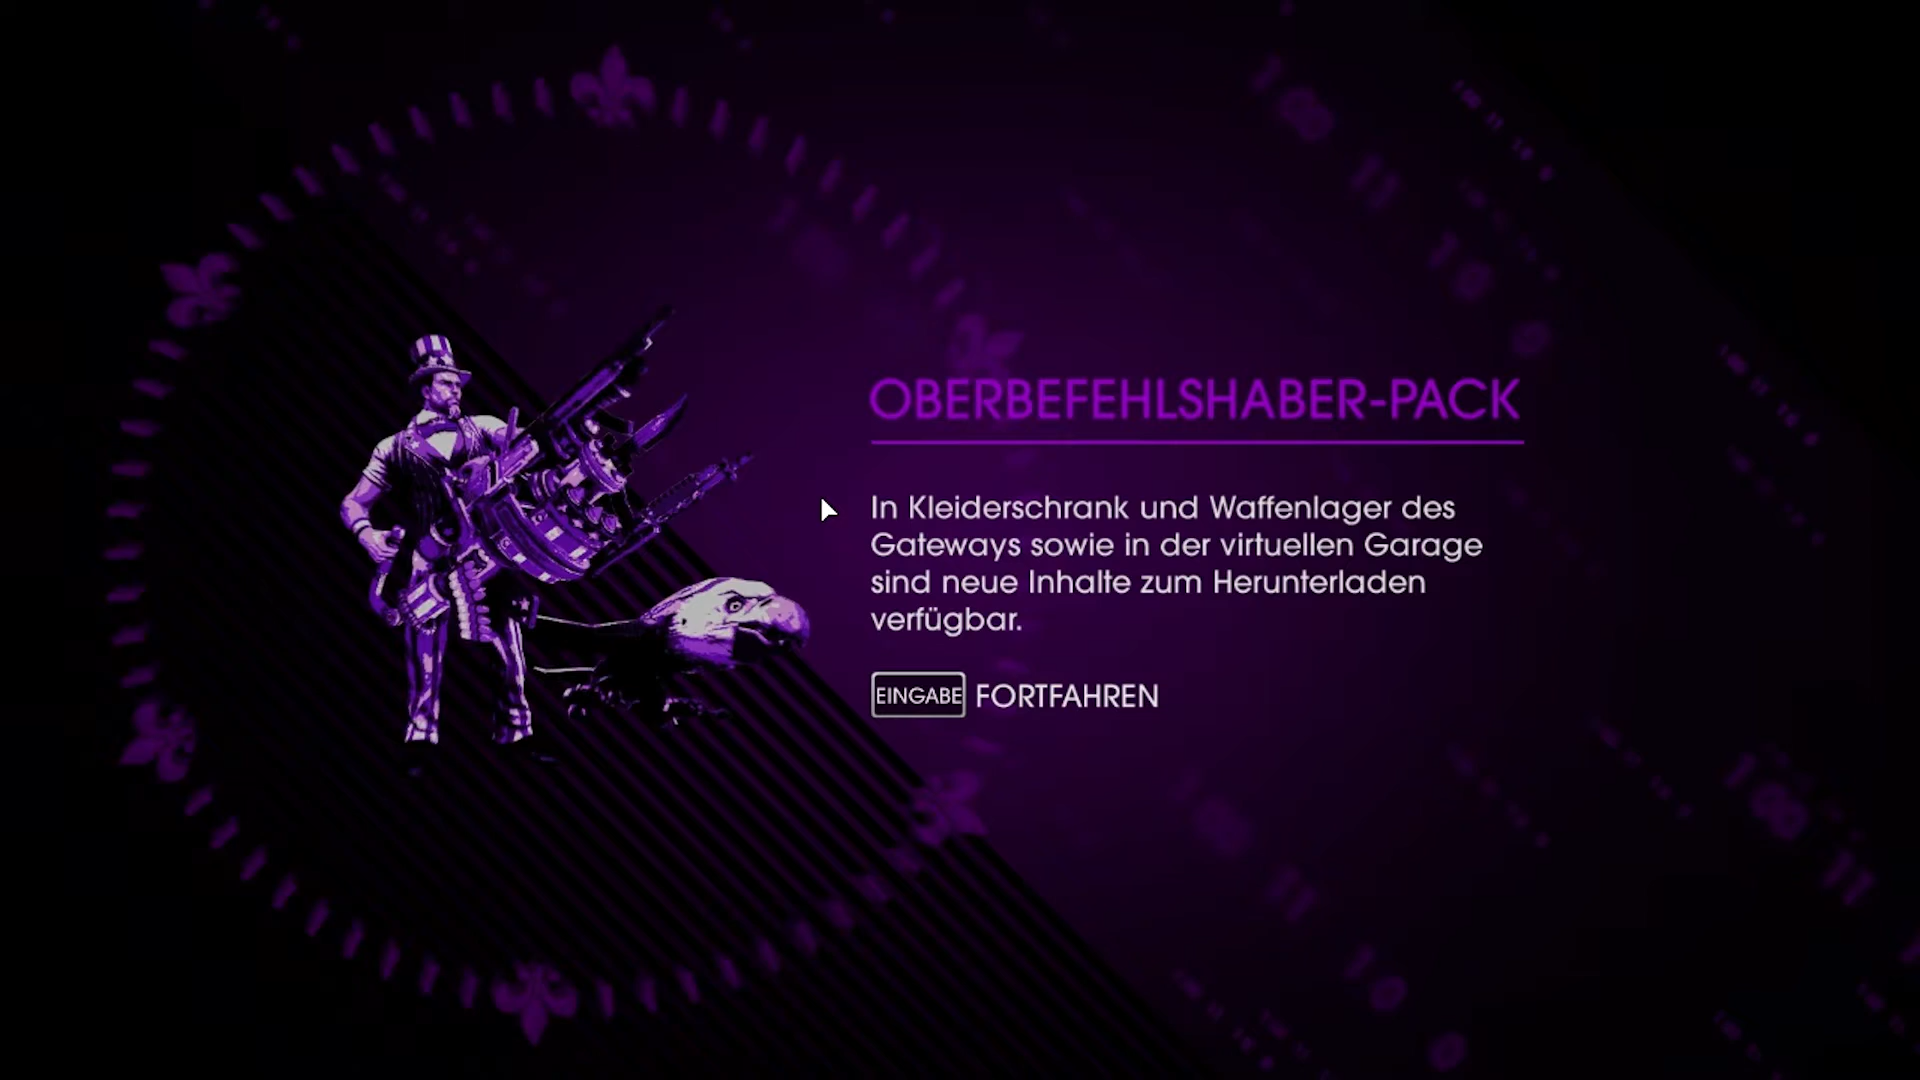 OBERBEFEHLSHABER-PACK
In Kleiderschrank und Waffenlager des
Gateways sowie in der virtuellen Garage
sind neue Inhalte zum Herunterladen
verfügbar.
EINGABE FORTFAHREN